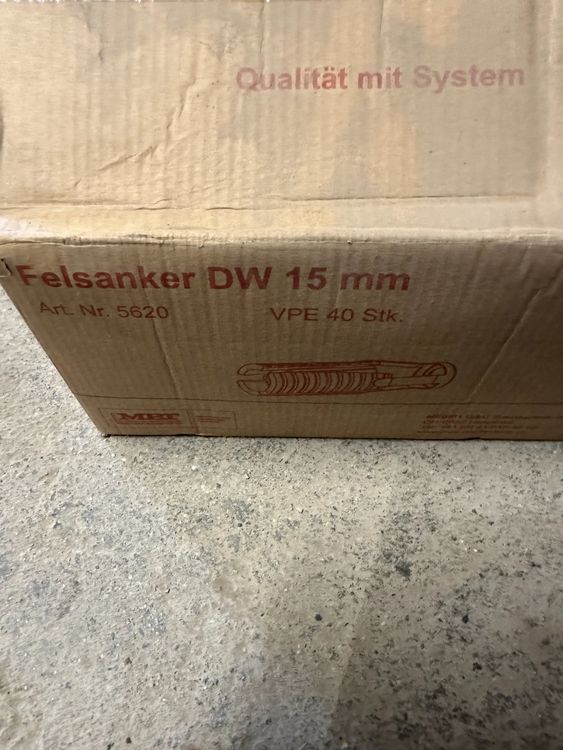 Qualität mit System
Felsanker DW 15 mm
Art. Nr. 5620 VPE 40 Stk.